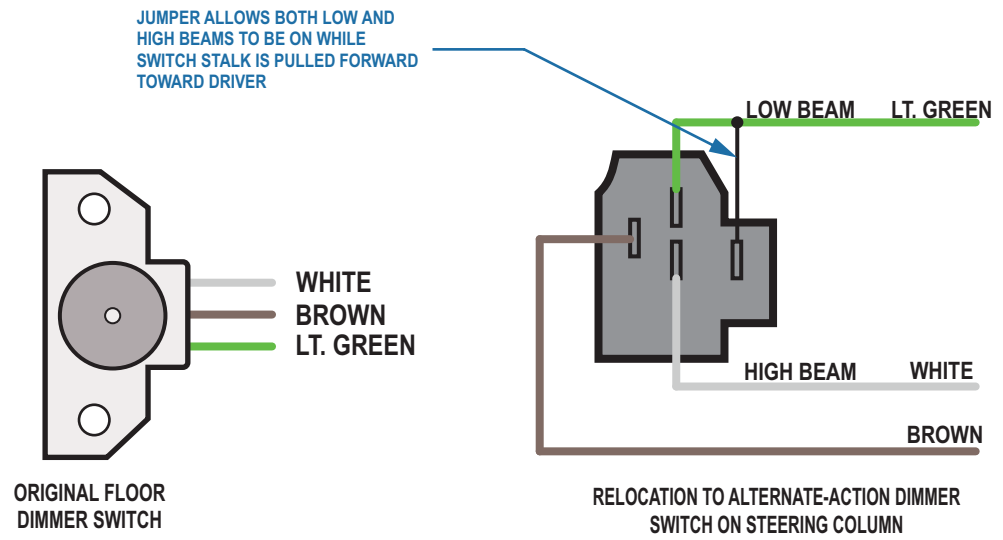 JUMPER ALLOWS BOTH LOW AND
HIGH BEAMS TO BE ON WHILE
SWITCH STALK IS PULLED FORWARD
TOWARD DRIVER
LOW BEAM LT. GREEN
WHITE
BROWN
LT. GREEN
HIGH BEAM WHITE
BROWN
ORIGINAL FLOOR
DIMMER SWITCH
RELOCATION TO ALTERNATE-ACTION DIMMER
SWITCH ON STEERING COLUMN